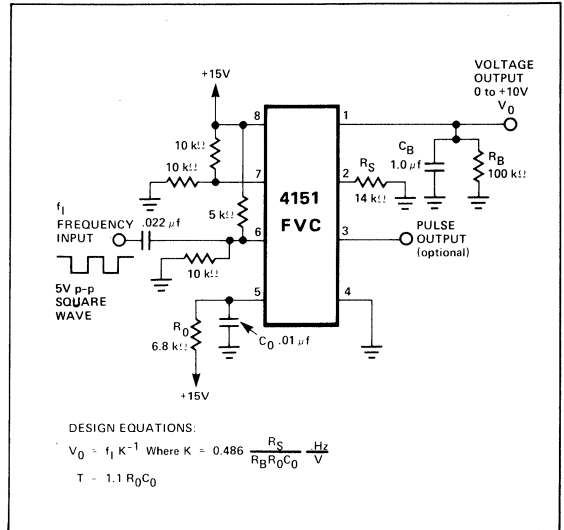 +15V
VOLTAGE
OUTPUT
0 to +10V
V0
8
1
10 kΩ
CB
1.0 μf
RB
100 kΩ
10 kΩ
7
2
RS
14 kΩ
4151
FVC
5 kΩ
fI
FREQUENCY
INPUT
.022 μf
6
3
PULSE
OUTPUT
(optional)
10 kΩ
5V p-p
SQUARE
WAVE
5
4
R0
6.8 kΩ
C0 .01 μf
+15V
DESIGN EQUATIONS:
V0 = fI K-1 Where K = 0.486 RS / RBR0C0 Hz / V
T = 1.1 R0C0